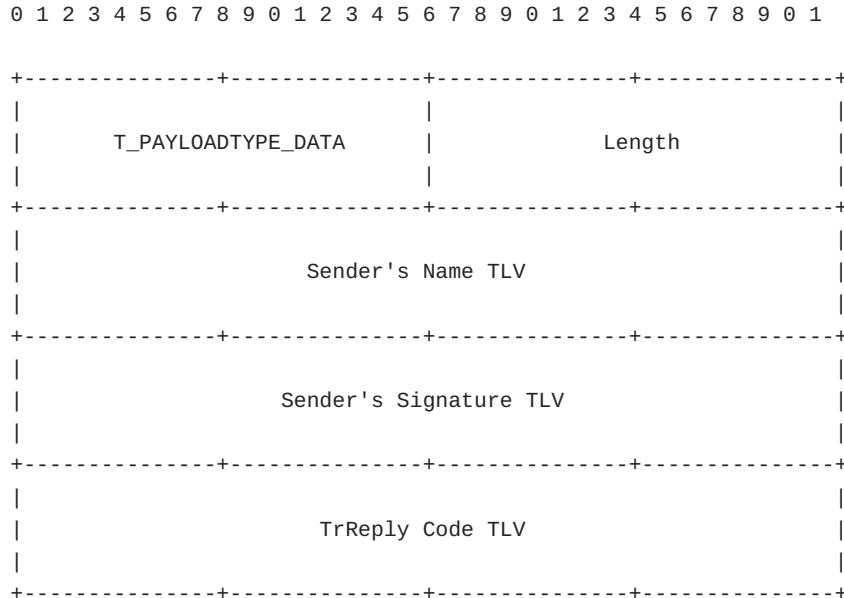 0 1 2 3 4 5 6 7 8 9 0 1 2 3 4 5 6 7 8 9 0 1 2 3 4 5 6 7 8 9 0 1
+---------------+---------------+---------------+---------------+
|                               |                               |
|       T_PAYLOADTYPE_DATA      |             Length            |
|                               |                               |
+---------------+---------------+---------------+---------------+
|                                                               |
|                      Sender's Name TLV                        |
|                                                               |
+---------------+---------------+---------------+---------------+
|                                                               |
|                    Sender's Signature TLV                     |
|                                                               |
+---------------+---------------+---------------+---------------+
|                                                               |
|                       TrReply Code TLV                        |
|                                                               |
+---------------+---------------+---------------+---------------+